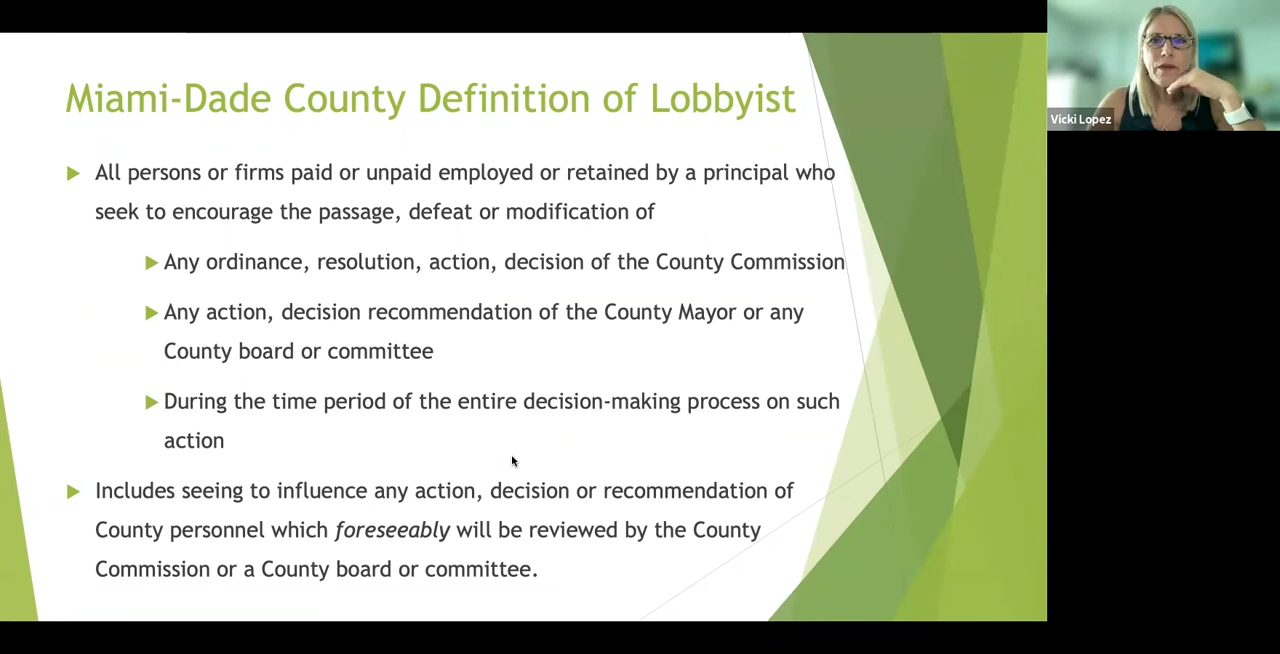 Miami-Dade County Definition of Lobbyist
All persons or firms paid or unpaid employed or retained by a principal who
seek to encourage the passage, defeat or modification of
Any ordinance, resolution, action, decision of the County Commission
Any action, decision recommendation of the County Mayor or any
County board or committee
During the time period of the entire decision-making process on such
action
Includes seeing to influence any action, decision or recommendation of
County personnel which foreseeably will be reviewed by the County
Commission or a County board or committee.
Vicki Lopez